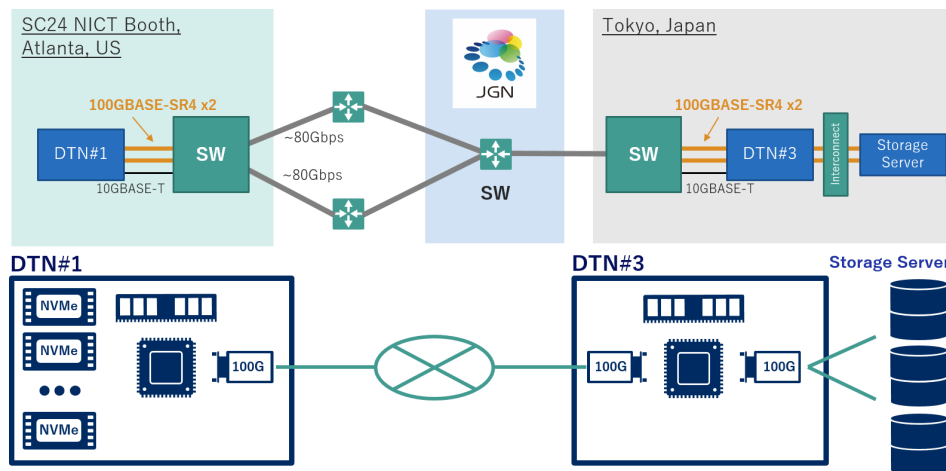 SC24 NICT Booth,
Atlanta, US
100GBASE-SR4 x2
DTN#1
SW
10GBASE-T
~80Gbps
~80Gbps
JGN
SW
Tokyo, Japan
100GBASE-SR4 x2
SW
DTN#3
10GBASE-T
Interconnect
Storage
Server
DTN#1
NVMe
NVMe
NVMe
100G
DTN#3
100G
100G
Storage Server